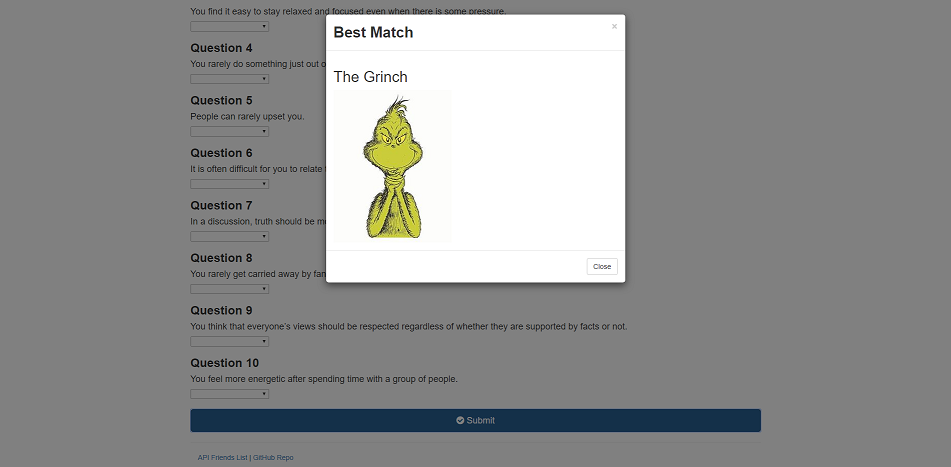 You find it easy to stay relaxed and focused even when there is some pressure.
Best Match
×
The Grinch
Close
Question 4
You rarely do something just out o
Question 5
People can rarely upset you.
Question 6
It is often difficult for you to relate
Question 7
In a discussion, truth should be m
Question 8
You rarely get carried away by fan
Question 9
You think that everyone's views should be respected regardless of whether they are supported by facts or not.
Question 10
You feel more energetic after spending time with a group of people.
Submit
API Friends List | GitHub Repo